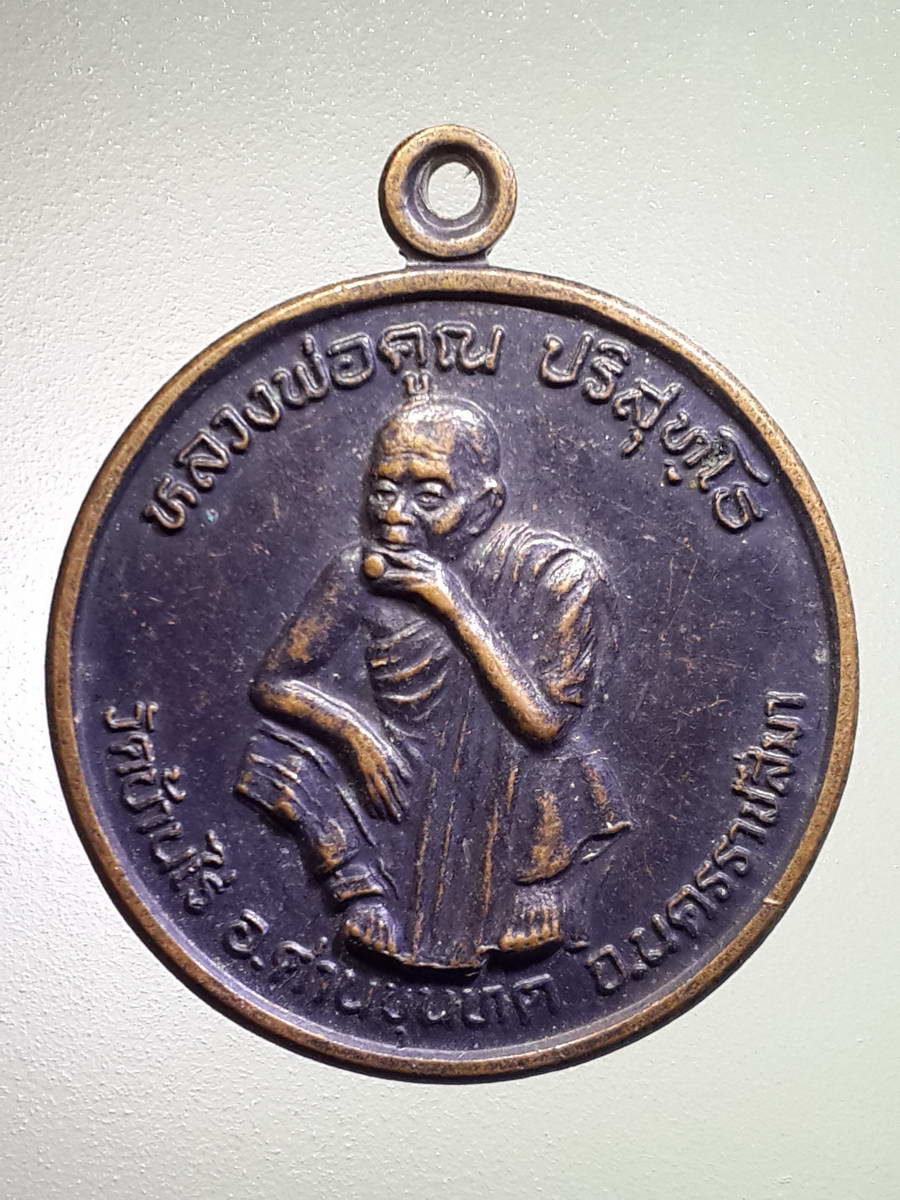 หลวงพ่อคูณ ปริสุทฺโธ
วัดบ้านไร่ อ.ด่านขุนทด จ.นครราชสีมา